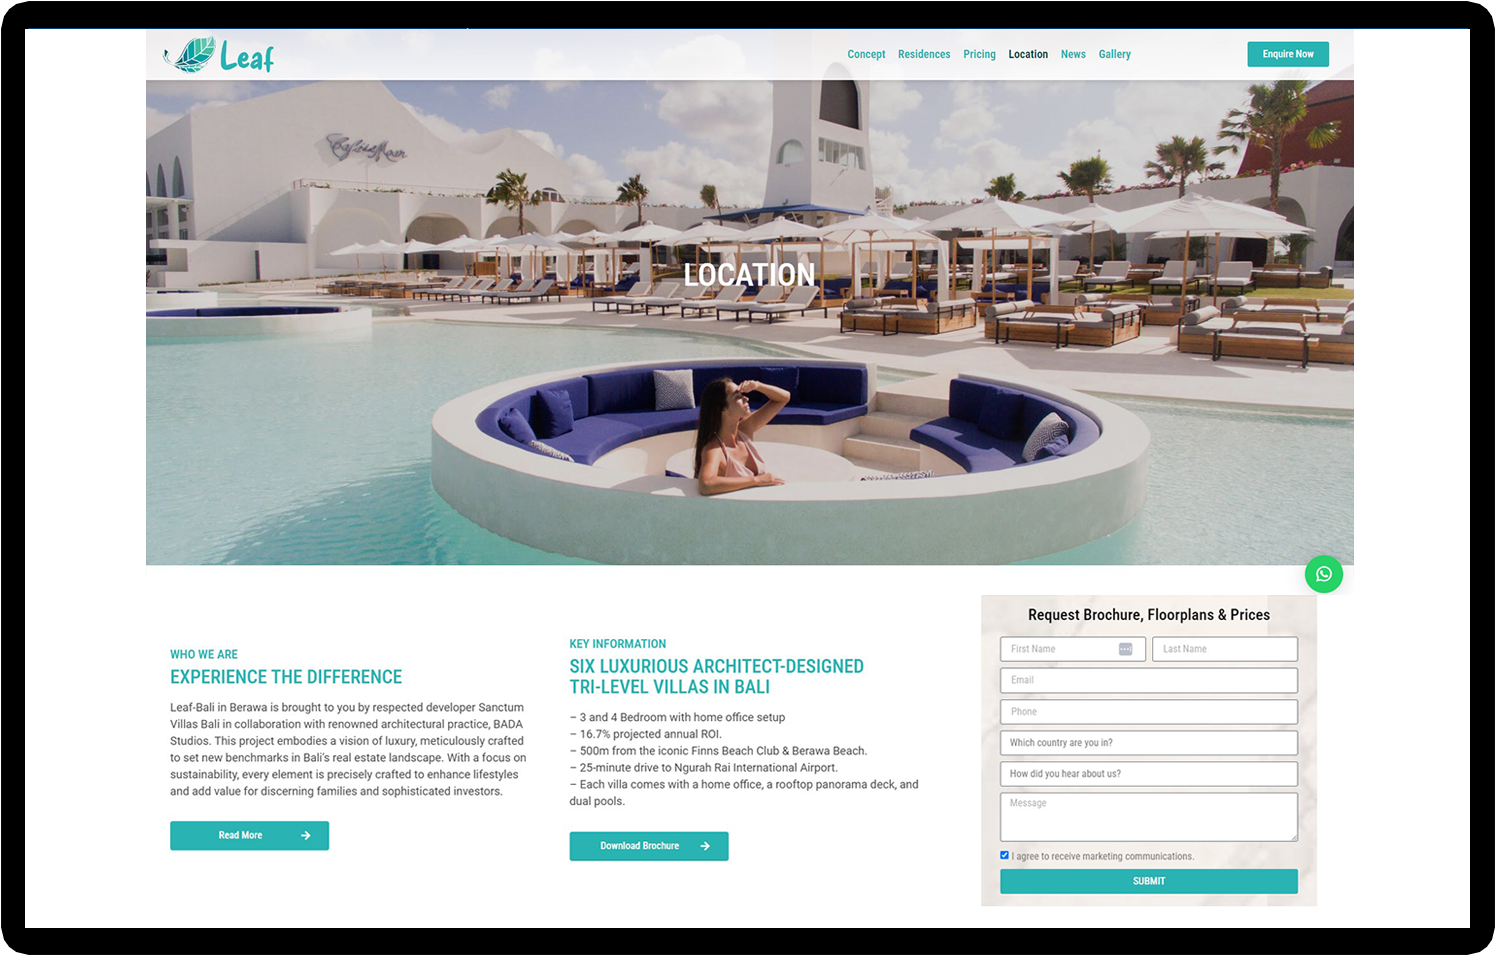 Leaf
Concept Residences Pricing Location News Gallery
Enquire Now
Café del Mar
LOCATION
WHO WE ARE
EXPERIENCE THE DIFFERENCE
Leaf-Bali in Berawa is brought to you by respected developer Sanctum
Villas Bali in collaboration with renowned architectural practice, BADA
Studios. This project embodies a vision of luxury, meticulously crafted
to set new benchmarks in Bali's real estate landscape. With a focus on
sustainability, every element is precisely crafted to enhance lifestyles
and add value for discerning families and sophisticated investors.
Read More
KEY INFORMATION
SIX LUXURIOUS ARCHITECT-DESIGNED
TRI-LEVEL VILLAS IN BALI
– 3 and 4 Bedroom with home office setup
– 16.7% projected annual ROI.
– 500m from the iconic Finns Beach Club & Berawa Beach.
– 25-minute drive to Ngurah Rai International Airport.
– Each villa comes with a home office, a rooftop panorama deck, and
dual pools.
Download Brochure
Request Brochure, Floorplans & Prices
First Name
Last Name
Email
Phone
Which country are you in?
How did you hear about us?
Message
I agree to receive marketing communications.
SUBMIT